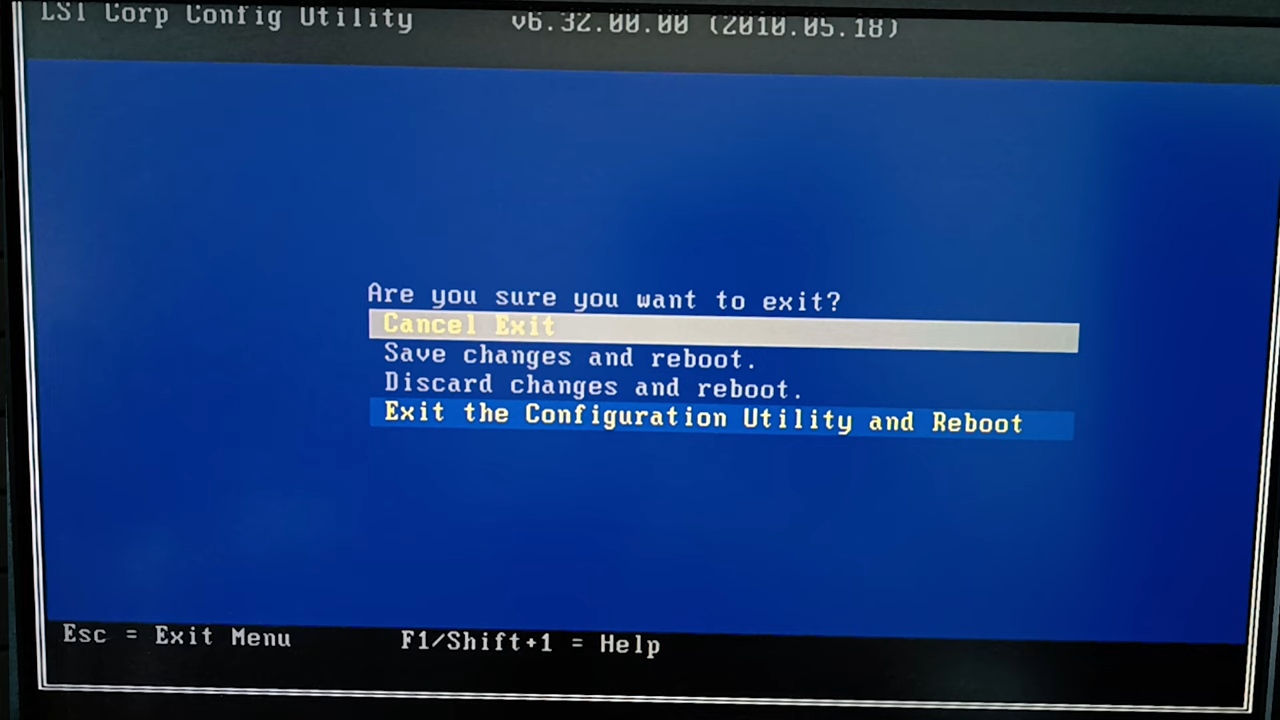 LSI Corp Config Utility v6.32.00.00 (2010.05.18)
Are you sure you want to exit?
Cancel Exit
Save changes and reboot.
Discard changes and reboot.
Exit the Configuration Utility and Reboot
Esc = Exit Menu F1/Shift+1 = Help